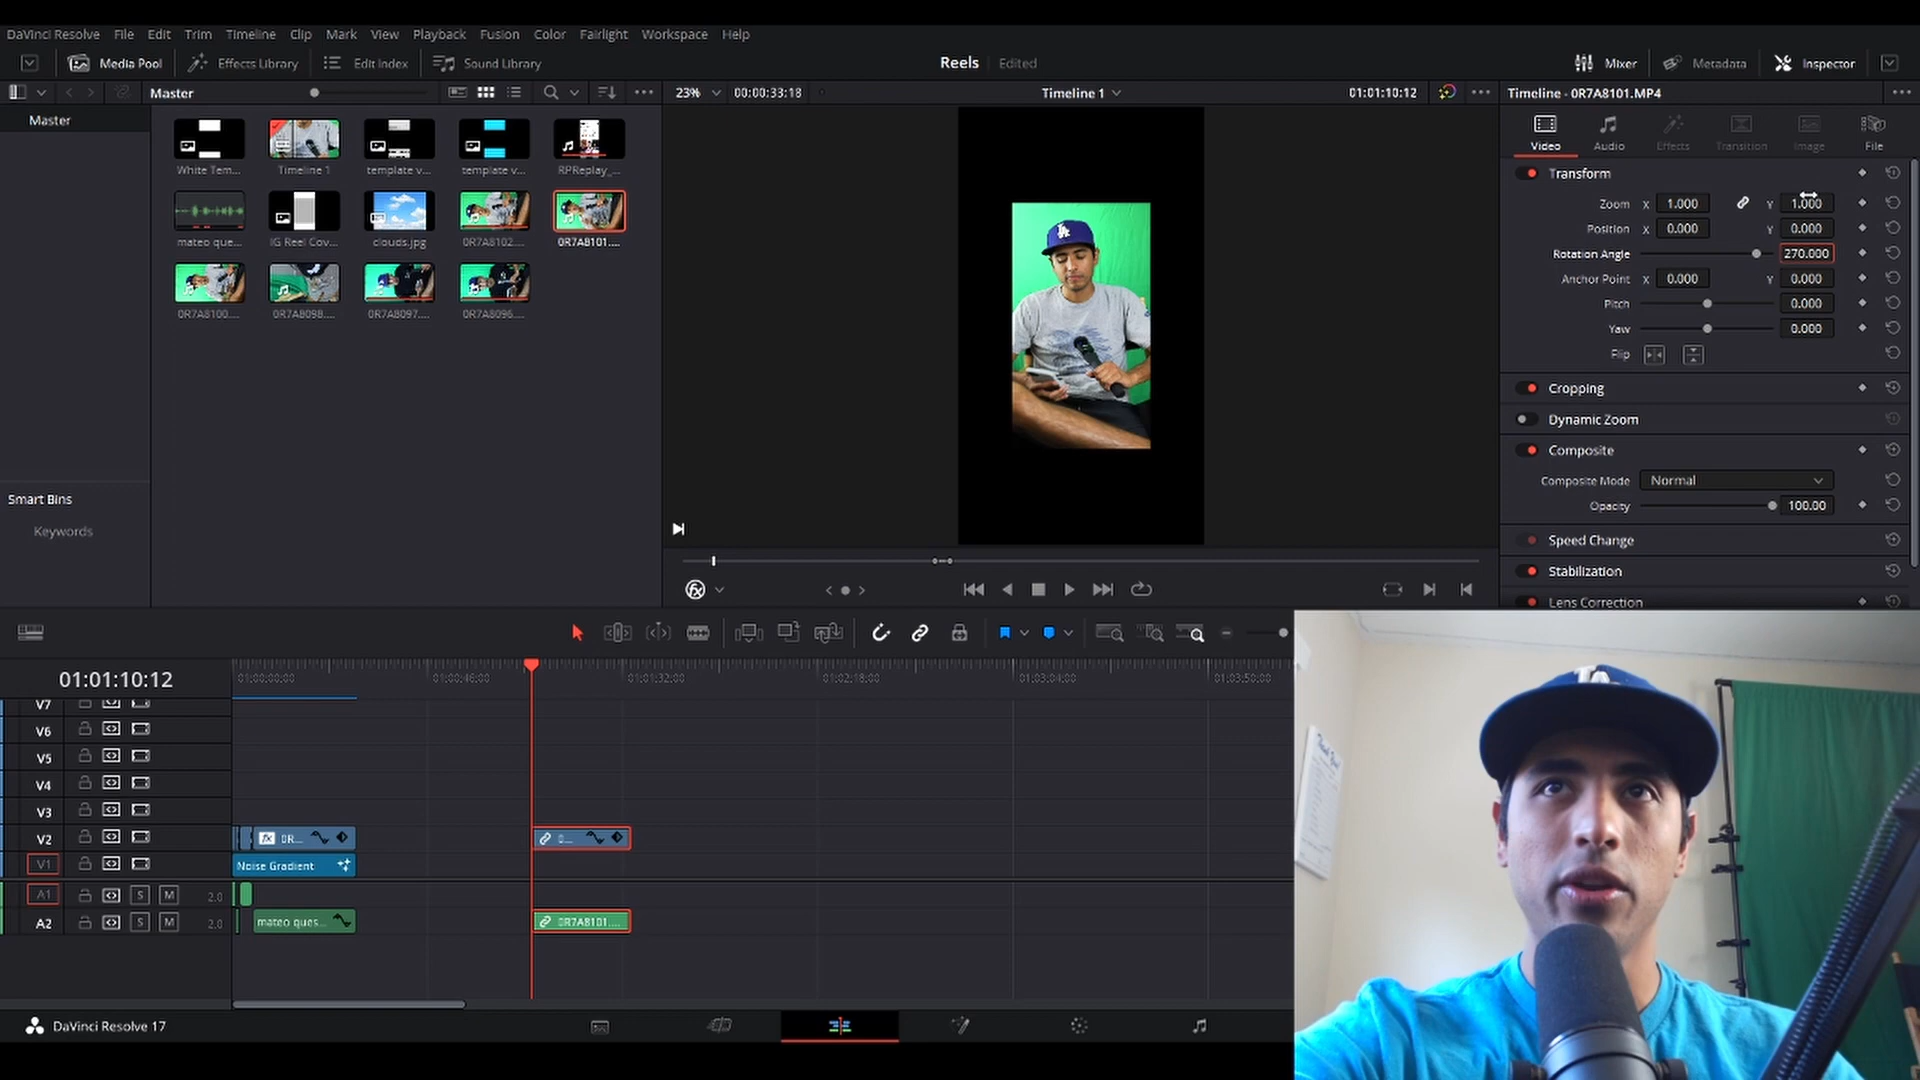 DaVinci Resolve File Edit Trim Timeline Clip Mark View Playback Fusion Color Fairlight Workspace Help
Media Pool Effects Library Edit Index Sound Library Reels Edited Mixer Metadata Inspector
Master 23% 00:00:33:18 Timeline 1 01:01:10:12 Timeline - 0R7A8101.MP4
Master
White Tem... Timeline 1 template v... template v... RPReplay_...
mateo que... IG Reel Cov... clouds.jpg 0R7A8102.... 0R7A8101....
0R7A8100.... 0R7A8098.... 0R7A8097.... 0R7A8096....
Smart Bins
Keywords
Video Audio Effects Transition Image File
Transform
Zoom X 1.000 Y 1.000
Position X 0.000 Y 0.000
Rotation Angle 270.000
Anchor Point X 0.000 Y 0.000
Pitch 0.000
Yaw 0.000
Flip
Cropping
Dynamic Zoom
Composite
Composite Mode Normal
Opacity 100.00
Speed Change
Stabilization
Lens Correction
01:01:10:12
01:00:00:00 01:00:46:00 01:01:32:00 01:02:18:00 01:03:04:00 01:03:50:00
V7
V6
V5
V4
V3
V2 fx 0R... 0...
V1 Noise Gradient
A1 S M 2.0
A2 S M 2.0 mateo ques... 0R7A8101....
DaVinci Resolve 17
LA